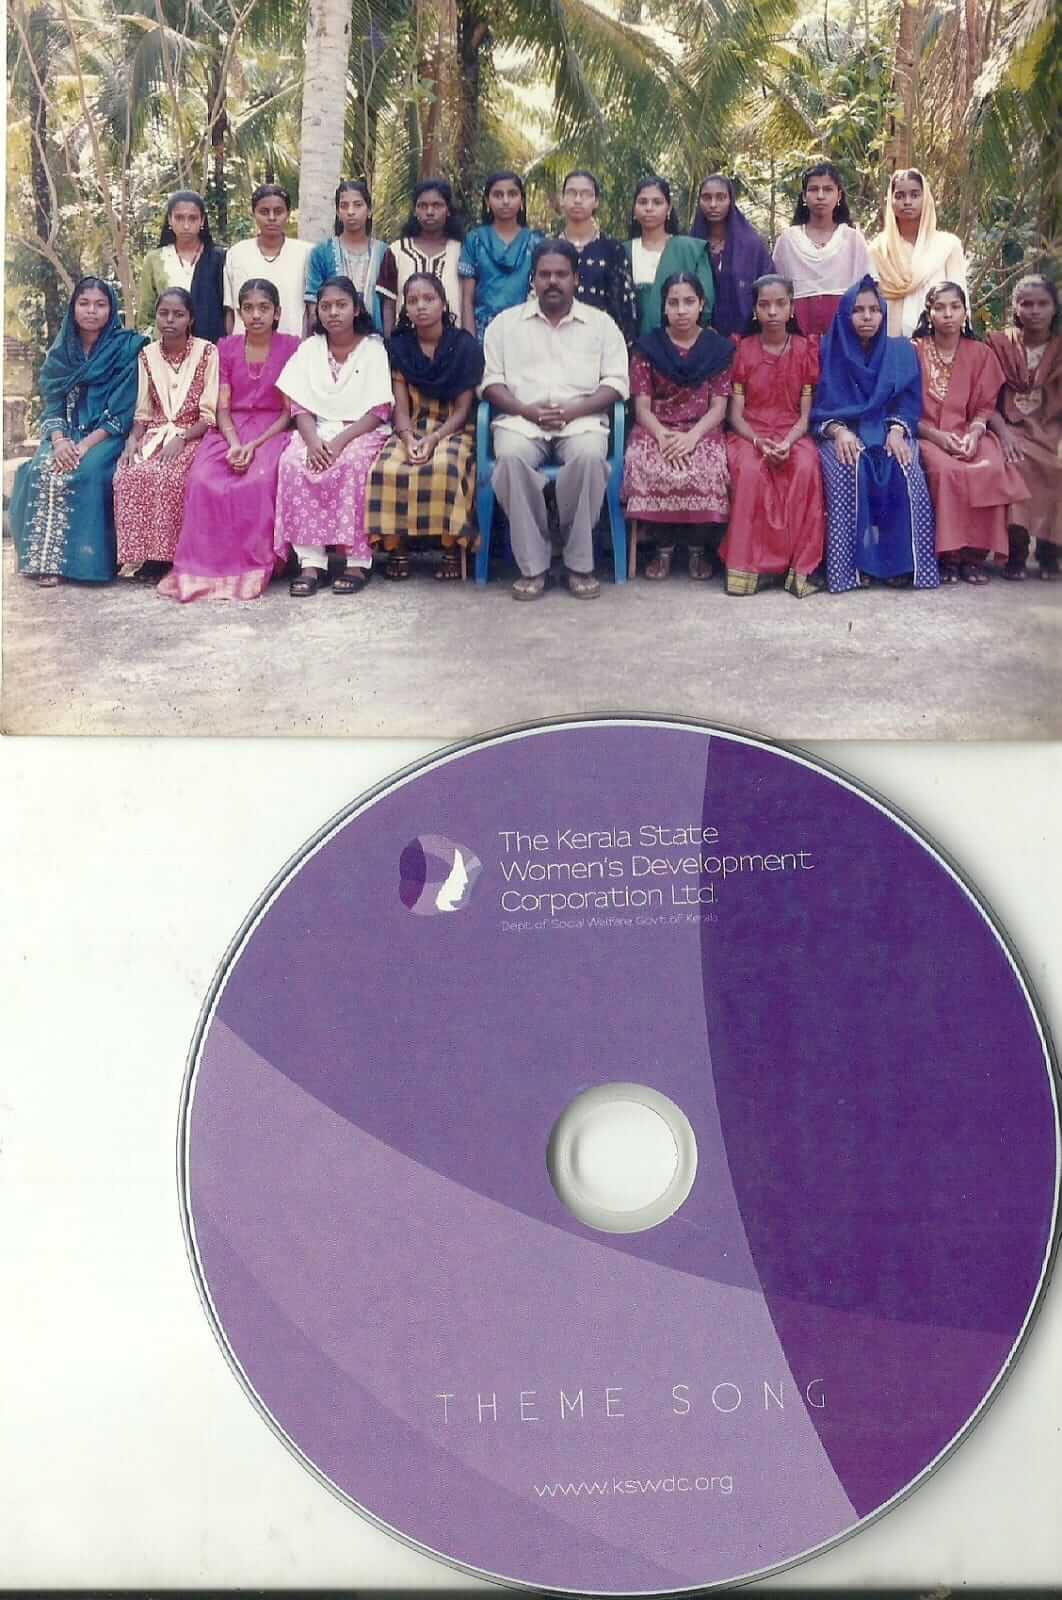 The Kerala State
Women's Development
Corporation Ltd.
Dept. of Social Welfare Govt. of Kerala
THEME SONG
www.kswdc.org